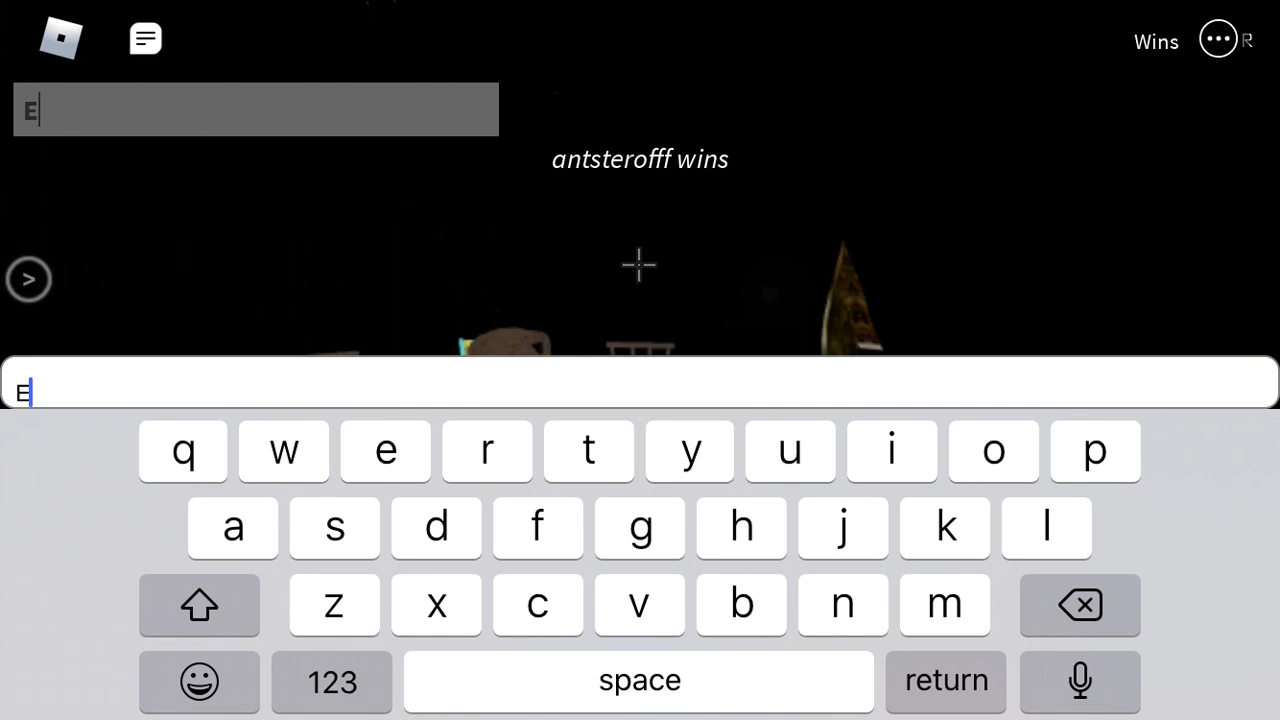 Wins R
E
antsterofff wins
>
E
q w e r t y u i o p
a s d f g h j k l
z x c v b n m
123 space return